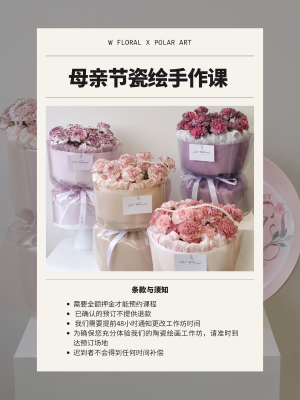 W FLORAL X POLAR ART
母亲节瓷绘手作课
条款与须知
需要全额押金才能预约课程
已确认的预订不提供退款
我们需要提前48小时通知更改工作坊时间
为确保您充分体验我们的陶瓷绘画工作坊，请准时到
达预订场地
迟到者不会得到任何时间补偿